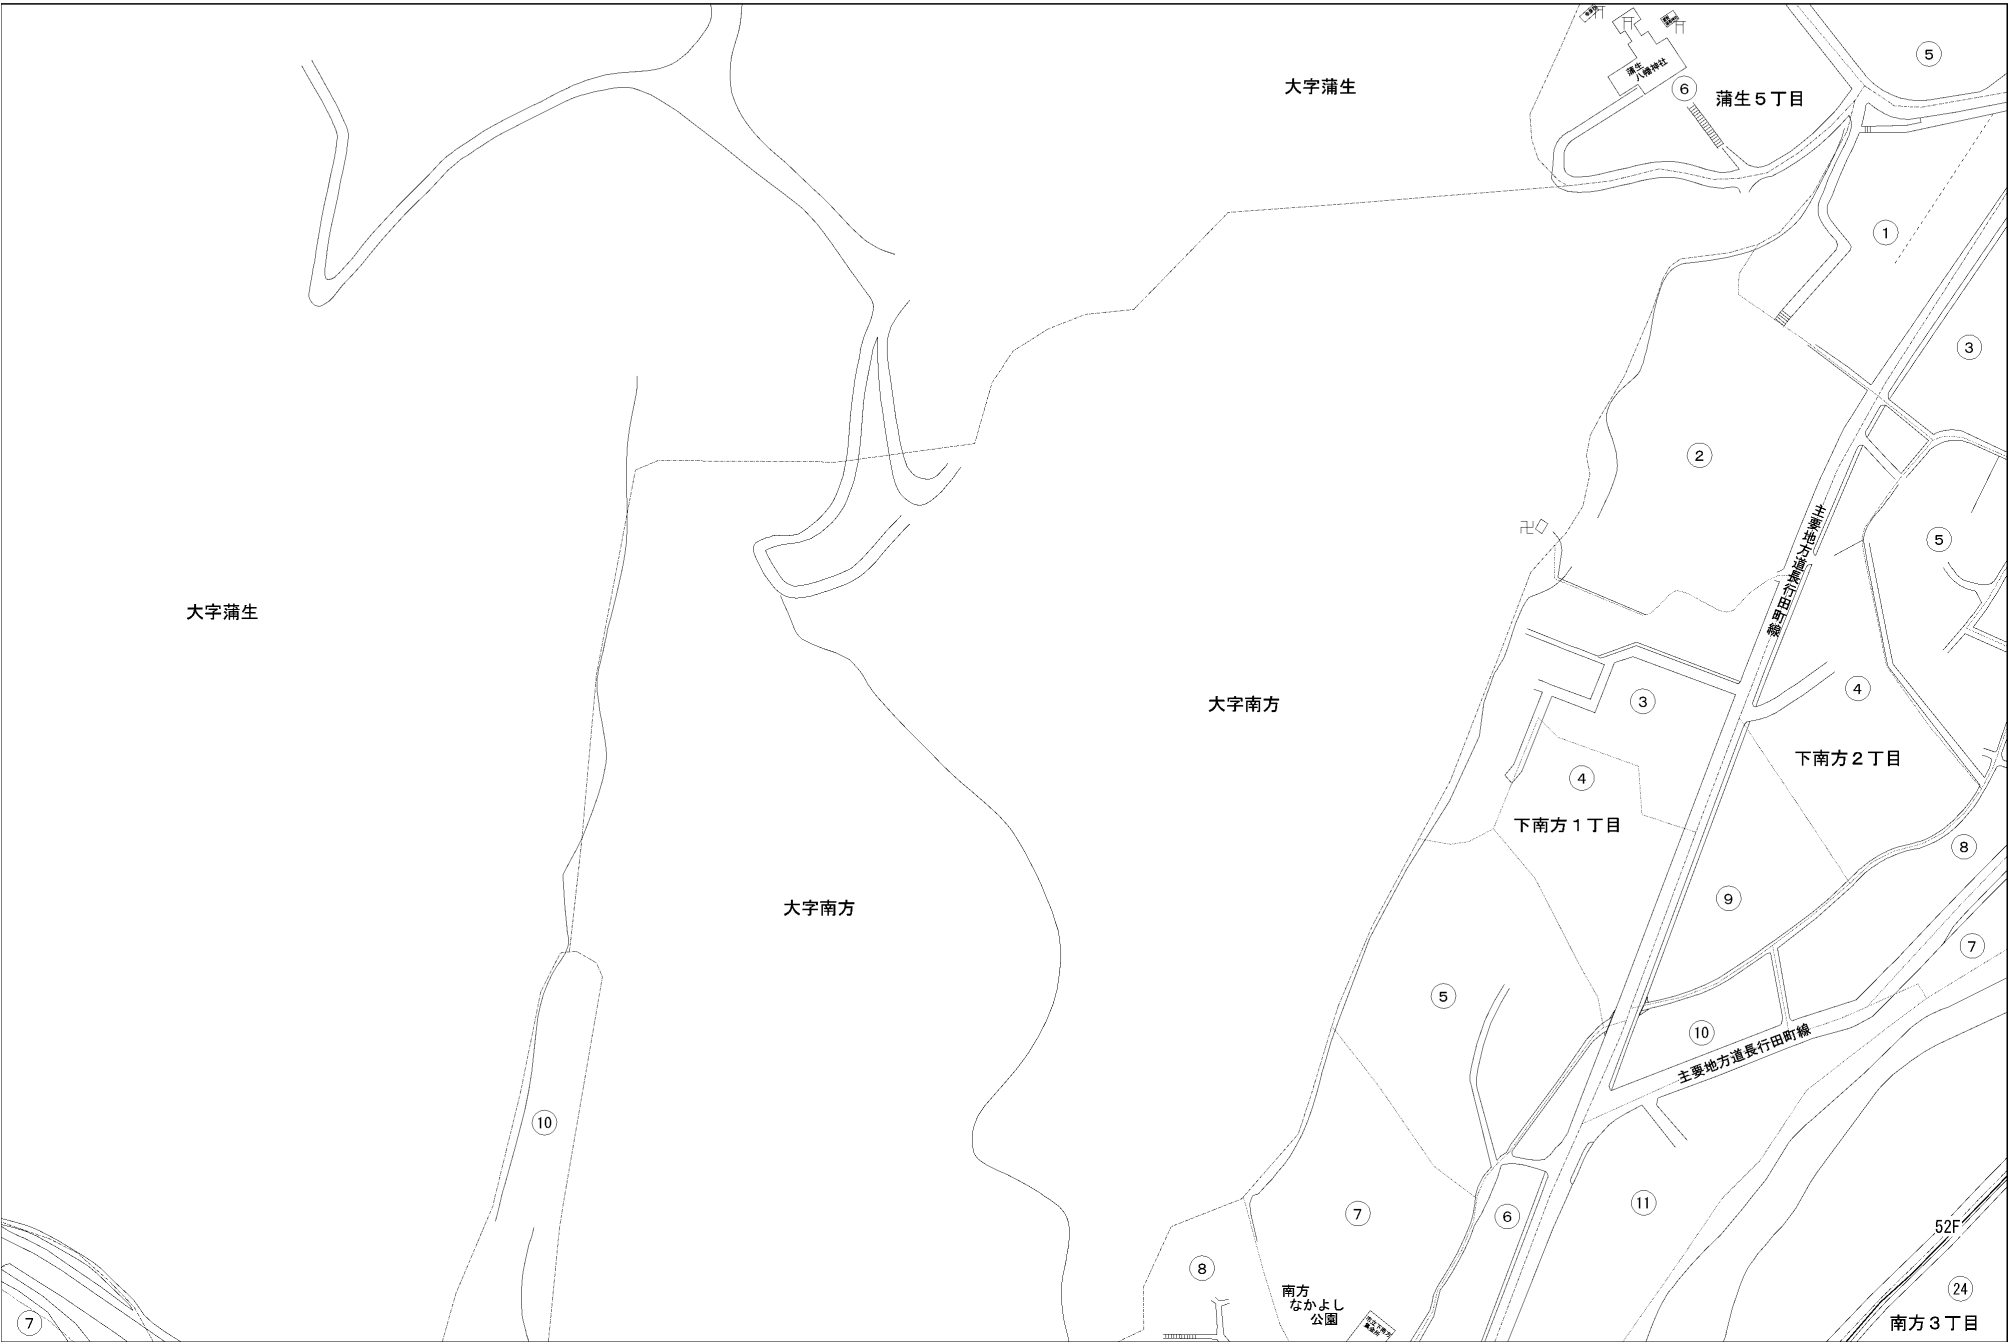 蒲生
八幡神社
⑥
蒲生５丁目
⑤
大字蒲生
①
③
②
主要地方道長行田町線
⑤
大字蒲生
大字南方
③
④
下南方２丁目
④
下南方１丁目
⑧
⑨
大字南方
⑦
⑤
⑩
主要地方道長行田町線
⑩
⑪
⑦
⑥
52F
⑧
南方
なかよし
公園
㉔
⑦
南方３丁目